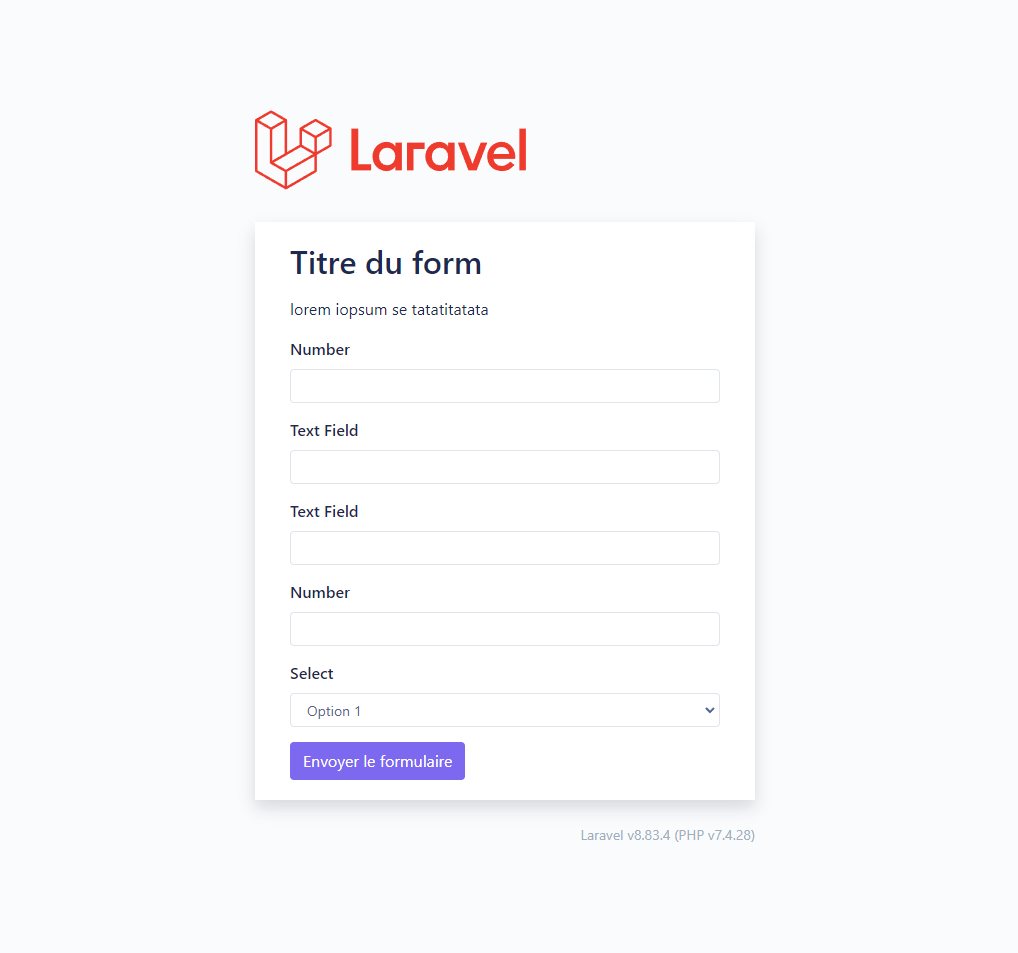 Laravel
Titre du form
lorem iopsum se tatatitatata
Number
Text Field
Text Field
Number
Select
Option 1
Envoyer le formulaire
Laravel v8.83.4 (PHP v7.4.28)